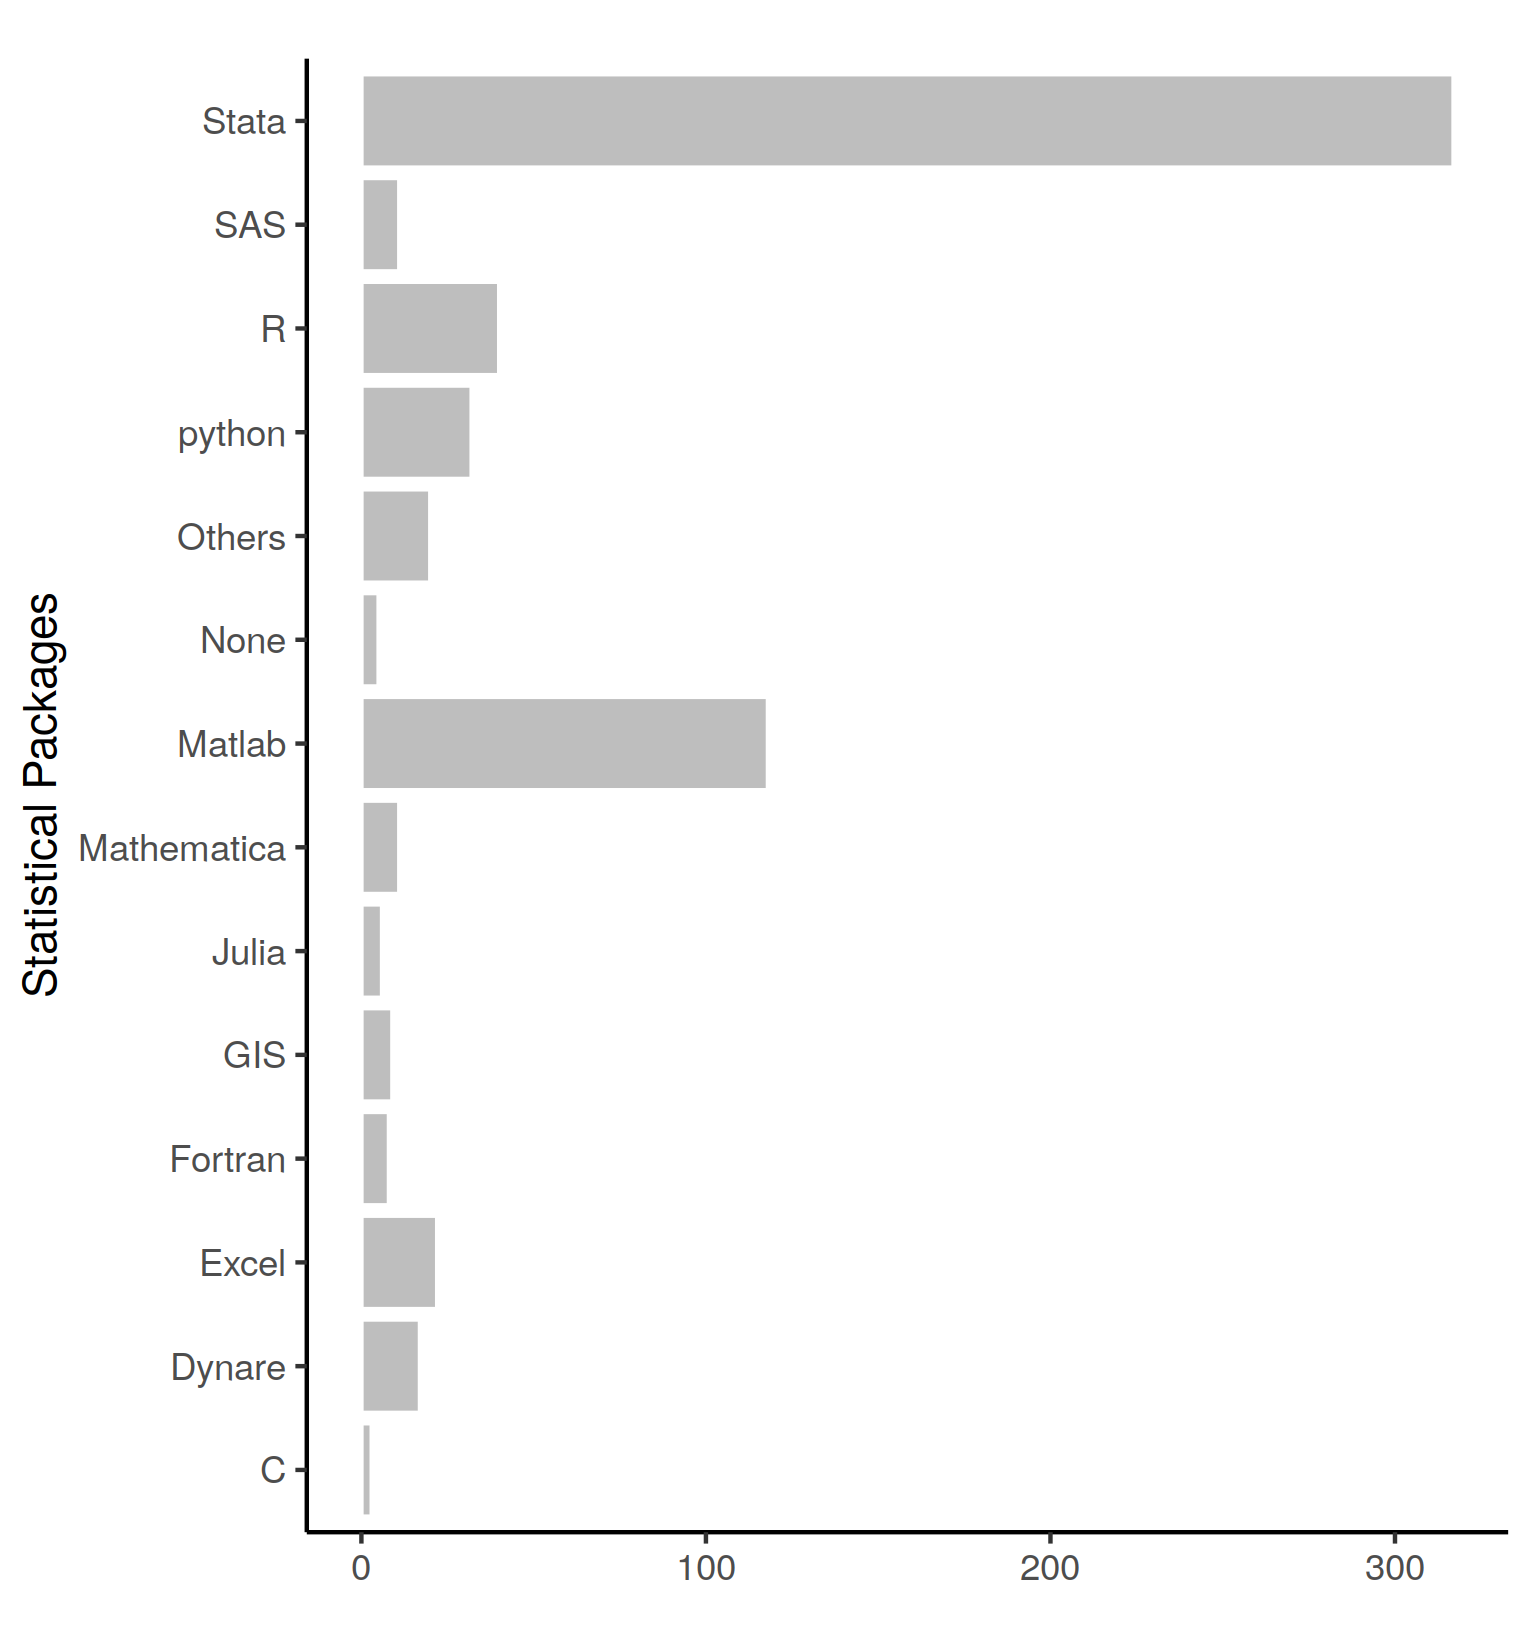 Statistical Packages
Stata
SAS
R
python
Others
None
Matlab
Mathematica
Julia
GIS
Fortran
Excel
Dynare
C
0 100 200 300